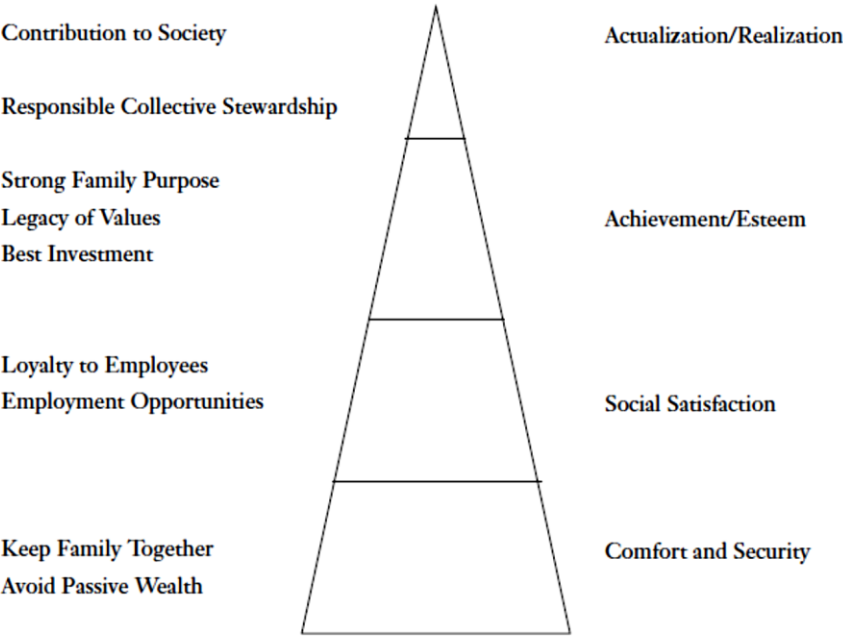 Contribution to Society
Actualization/Realization
Responsible Collective Stewardship
Strong Family Purpose
Legacy of Values
Achievement/Esteem
Best Investment
Loyalty to Employees
Employment Opportunities
Social Satisfaction
Keep Family Together
Comfort and Security
Avoid Passive Wealth